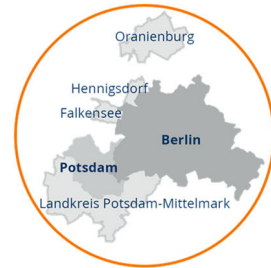 Oranienburg
Hennigsdorf
Falkensee
Berlin
Potsdam
Landkreis Potsdam-Mittelmark